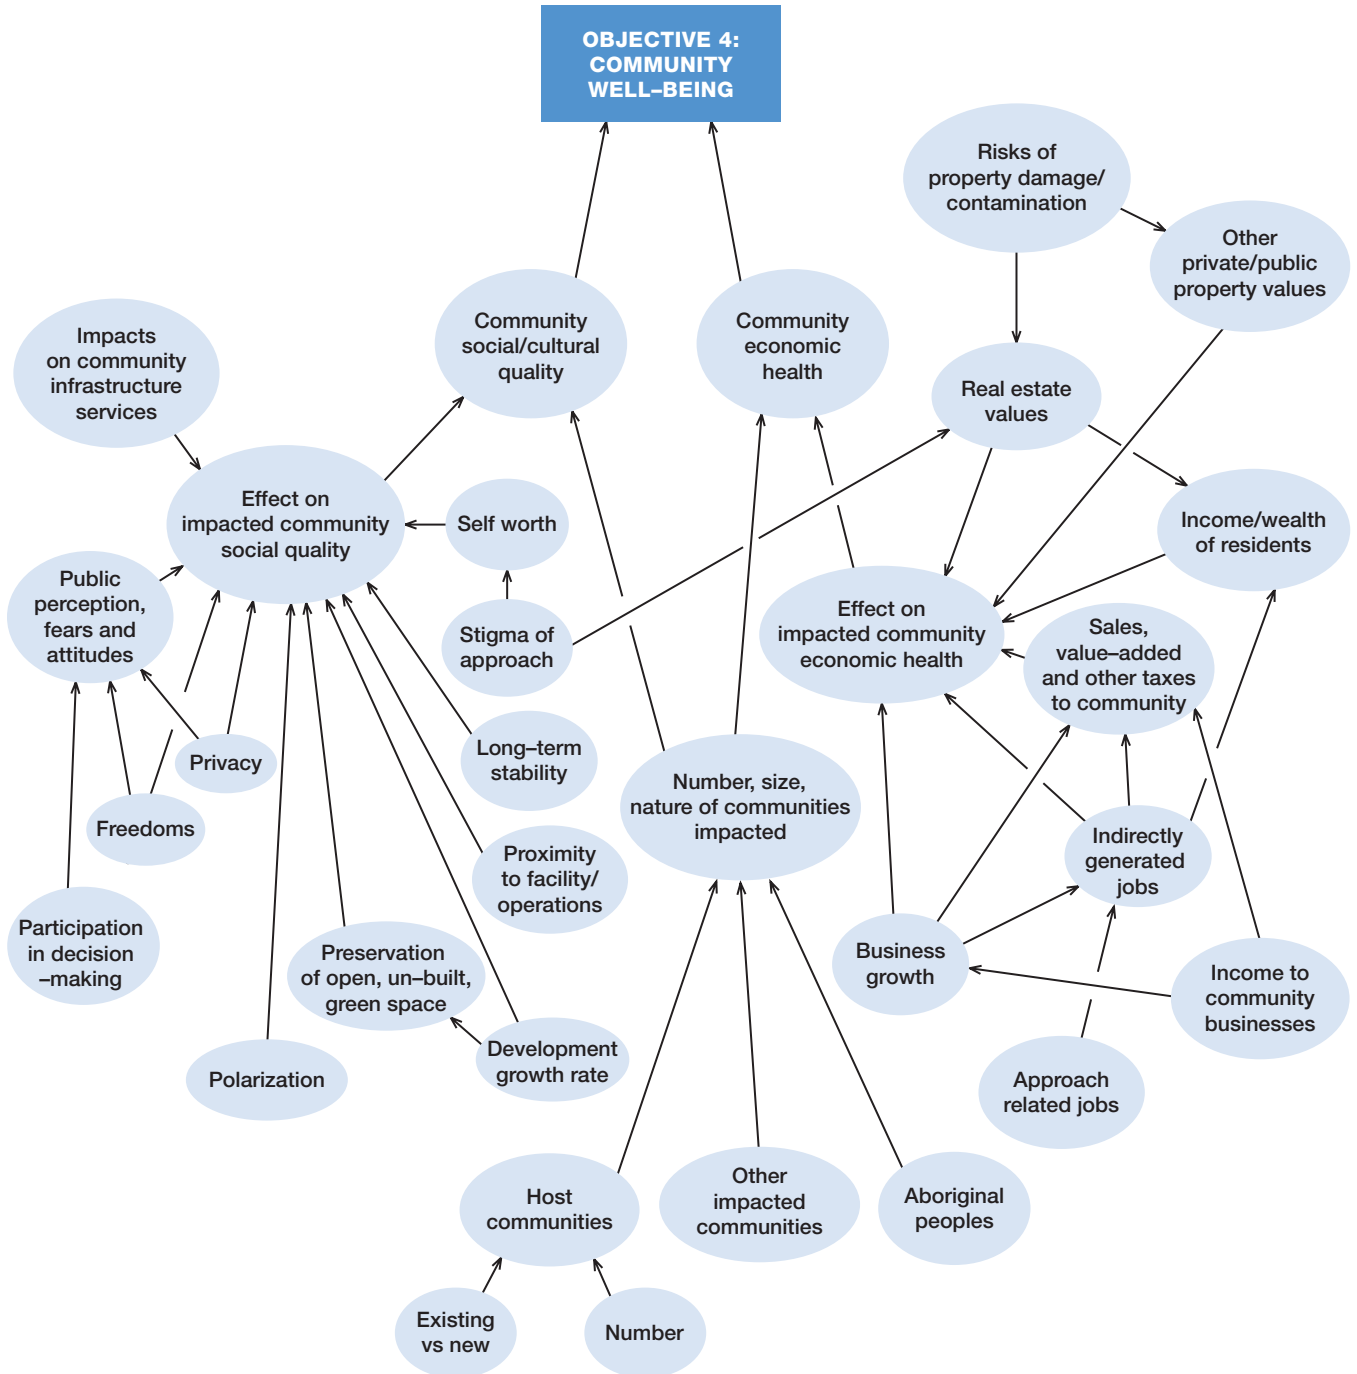 OBJECTIVE 4:
COMMUNITY
WELL–BEING
Risks of
property damage/
contamination
Other
private/public
property values
Community
social/cultural
quality
Community
economic
health
Impacts
on community
infrastructure
services
Real estate
values
Effect on
impacted community
social quality
Self worth
Income/wealth
of residents
Public
perception,
fears and
attitudes
Stigma of
approach
Effect on
impacted community
economic health
Sales,
value–added
and other taxes
to community
Privacy
Long–term
stability
Number, size,
nature of communities
impacted
Freedoms
Proximity
to facility/
operations
Indirectly
generated
jobs
Participation
in decision
–making
Preservation
of open, un–built,
green space
Business
growth
Income to
community
businesses
Polarization
Development
growth rate
Approach
related jobs
Host
communities
Other
impacted
communities
Aboriginal
peoples
Existing
vs new
Number